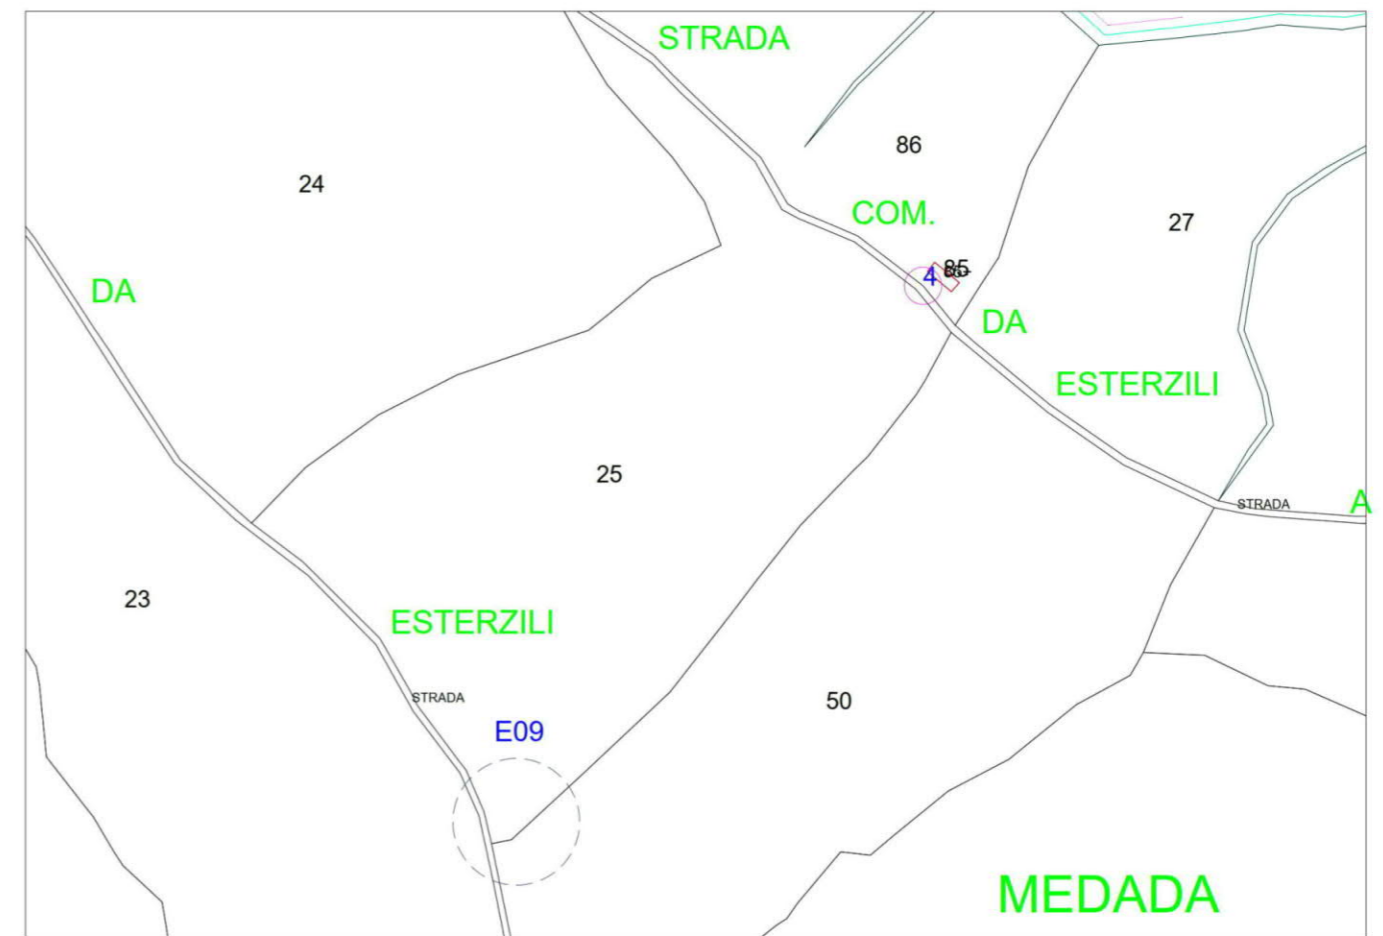 STRADA
86
24
COM.
27
85
4
DA
DA
ESTERZILI
25
STRADA
A
23
ESTERZILI
STRADA
50
E09
MEDADA